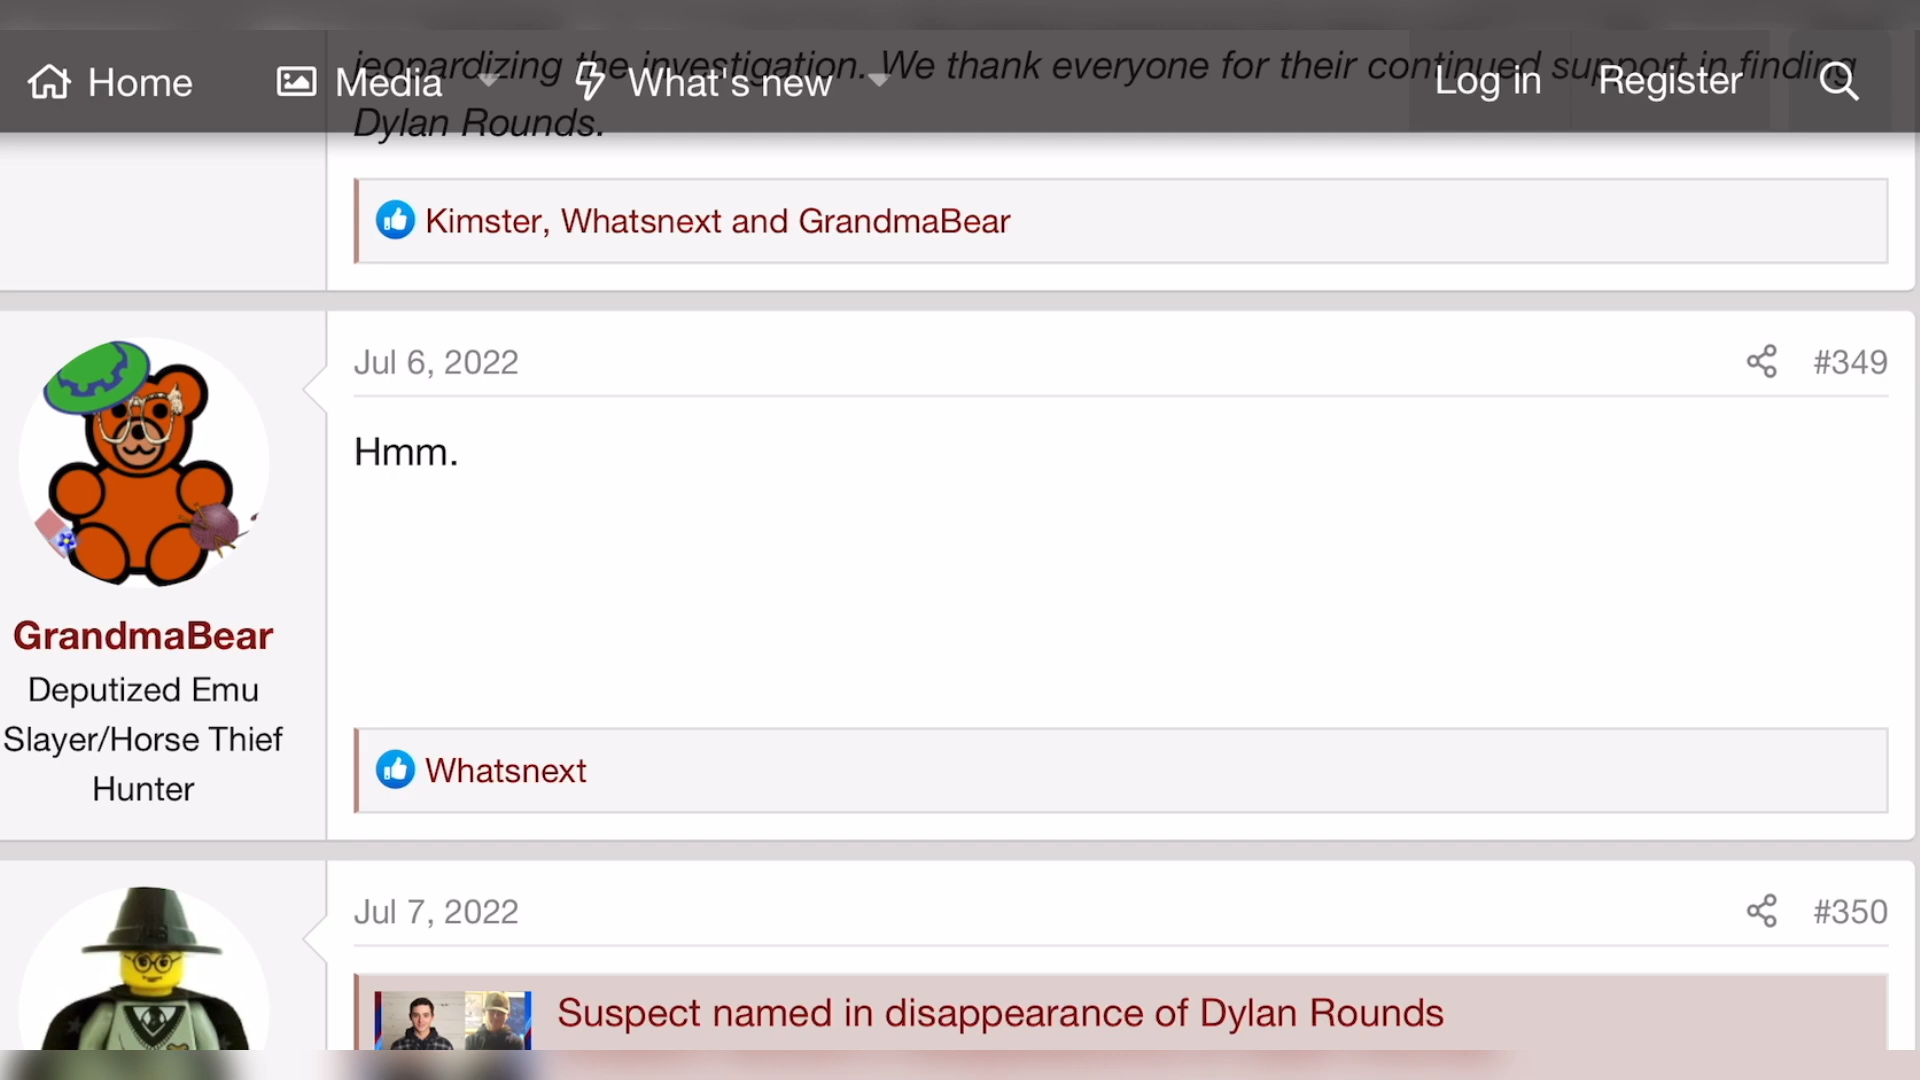 jeopardizing the investigation. We thank everyone for their continued support in finding
Home Media What's new Log in Register
Dylan Rounds.
Kimster, Whatsnext and GrandmaBear
Jul 6, 2022 #349
Hmm.
GrandmaBear
Deputized Emu
Slayer/Horse Thief
Hunter
Whatsnext
Jul 7, 2022 #350
Suspect named in disappearance of Dylan Rounds